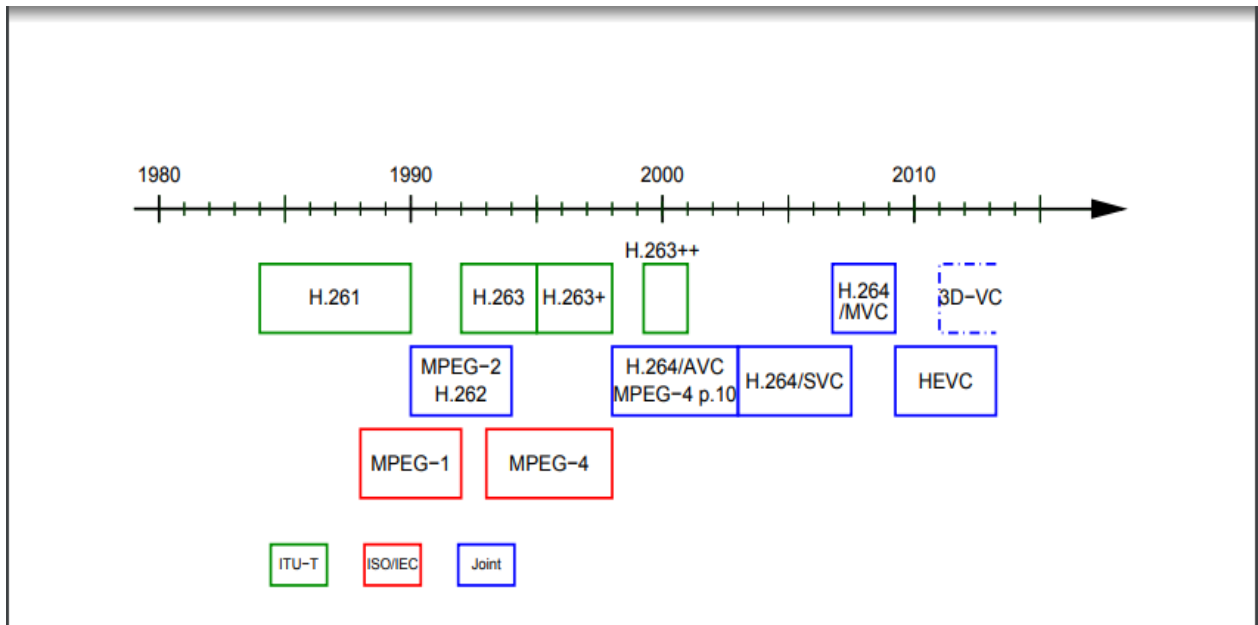 1980 1990 2000 2010
H.263++
H.261 H.263 H.263+ H.264 3D−VC
/MVC
MPEG−2 H.264/AVC H.264/SVC HEVC
H.262 MPEG−4 p.10
MPEG−1 MPEG−4
ITU−T ISO/IEC Joint